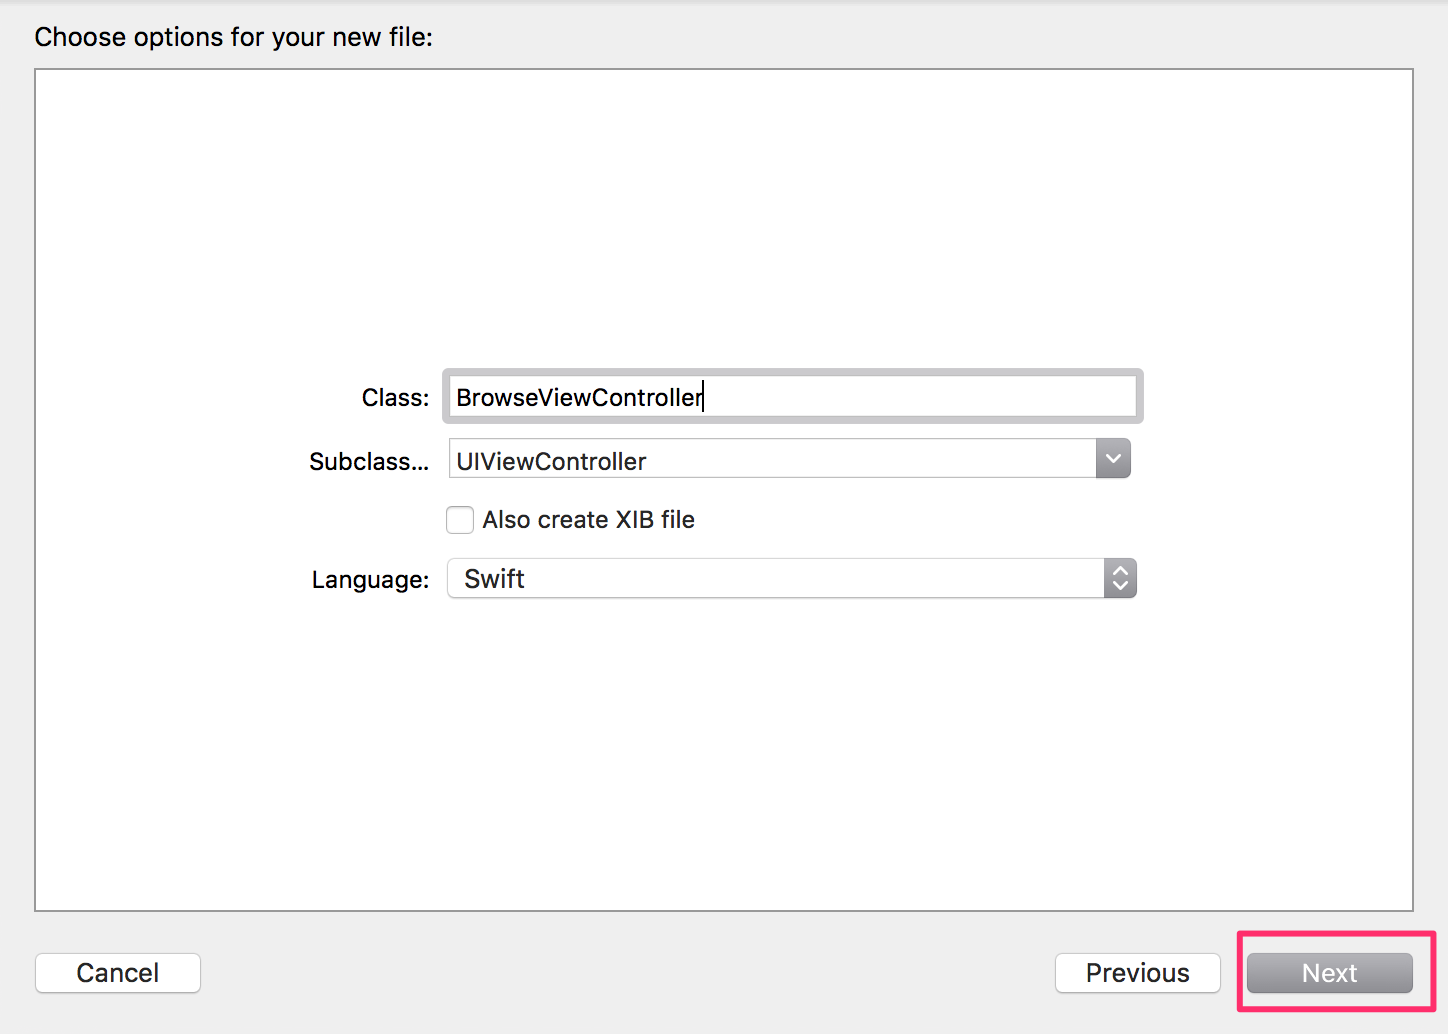 Choose options for your new file:
Class: BrowseViewController
Subclass... UIViewController
Also create XIB file
Language: Swift
Cancel Previous Next